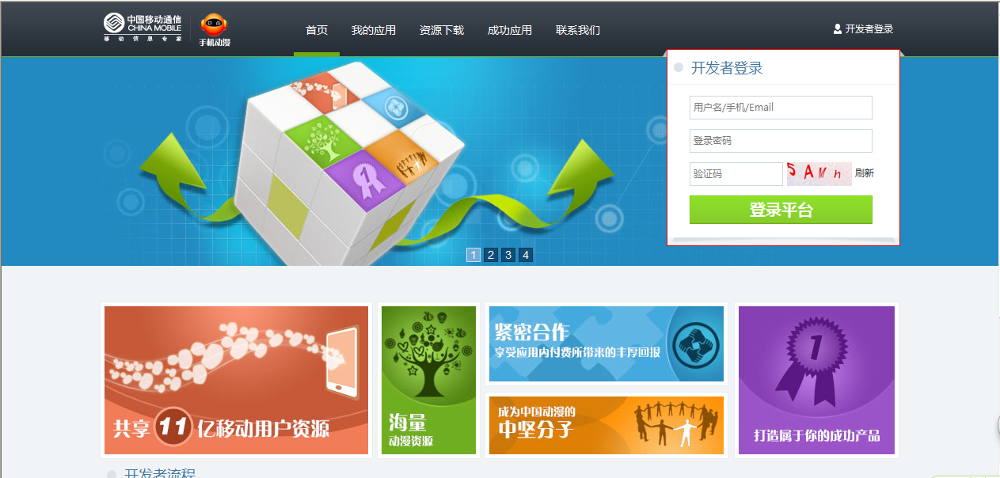 中国移动通信
CHINA MOBILE
移动信息专家
手机动漫
首页 我的应用 资源下载 成功应用 联系我们
开发者登录
开发者登录
用户名/手机/Email
登录密码
验证码 5AMn 刷新
登录平台
1
1 2 3 4
共享11亿移动用户资源
海量
动漫资源
紧密合作
享受应用内付费所带来的丰厚回报
成为中国动漫的
中坚分子
1
打造属于你的成功产品
开发者流程